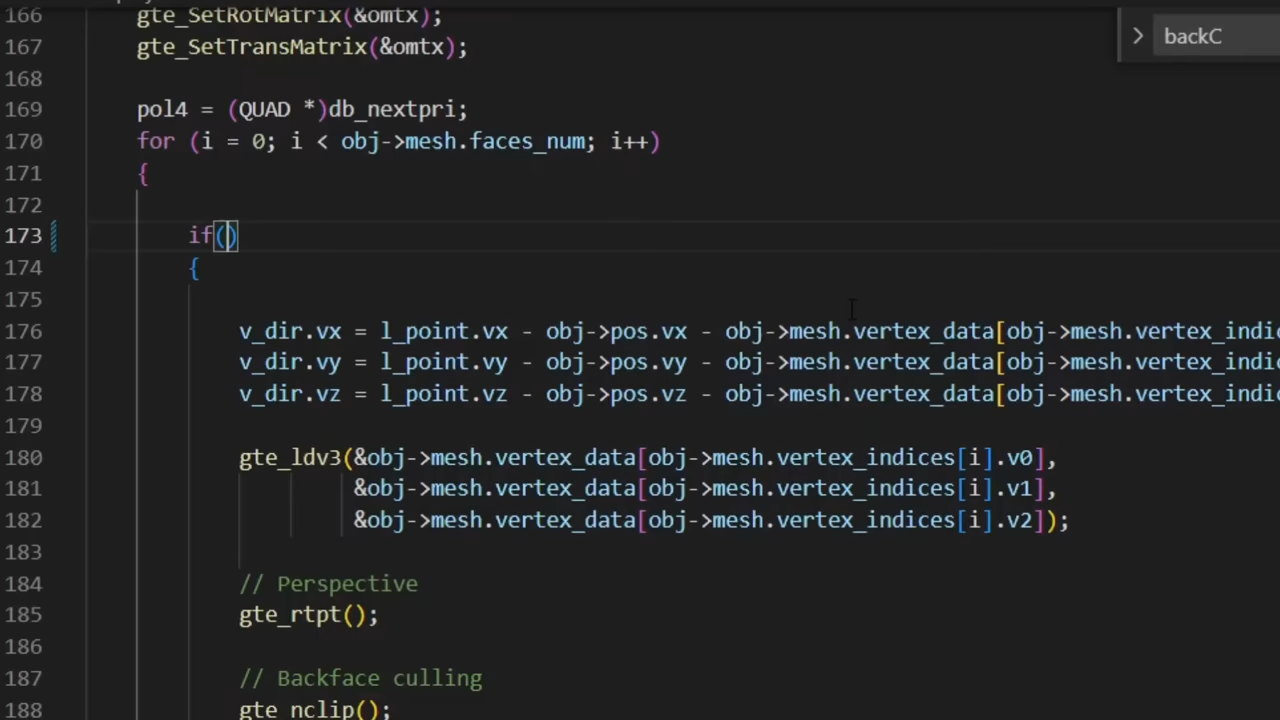 166 gte_SetRotMatrix(&omtx);
backC
167 gte_SetTransMatrix(&omtx);
168
169 pol4 = (QUAD *)db_nextpri;
170 for (i = 0; i < obj->mesh.faces_num; i++)
171 {
172
173 if()
174 {
175
176 v_dir.vx = l_point.vx - obj->pos.vx - obj->mesh.vertex_data[obj->mesh.vertex_indic
177 v_dir.vy = l_point.vy - obj->pos.vy - obj->mesh.vertex_data[obj->mesh.vertex_indic
178 v_dir.vz = l_point.vz - obj->pos.vz - obj->mesh.vertex_data[obj->mesh.vertex_indic
179
180 gte_ldv3(&obj->mesh.vertex_data[obj->mesh.vertex_indices[i].v0],
181 &obj->mesh.vertex_data[obj->mesh.vertex_indices[i].v1],
182 &obj->mesh.vertex_data[obj->mesh.vertex_indices[i].v2]);
183
184 // Perspective
185 gte_rtpt();
186
187 // Backface culling
188 gte_nclip();